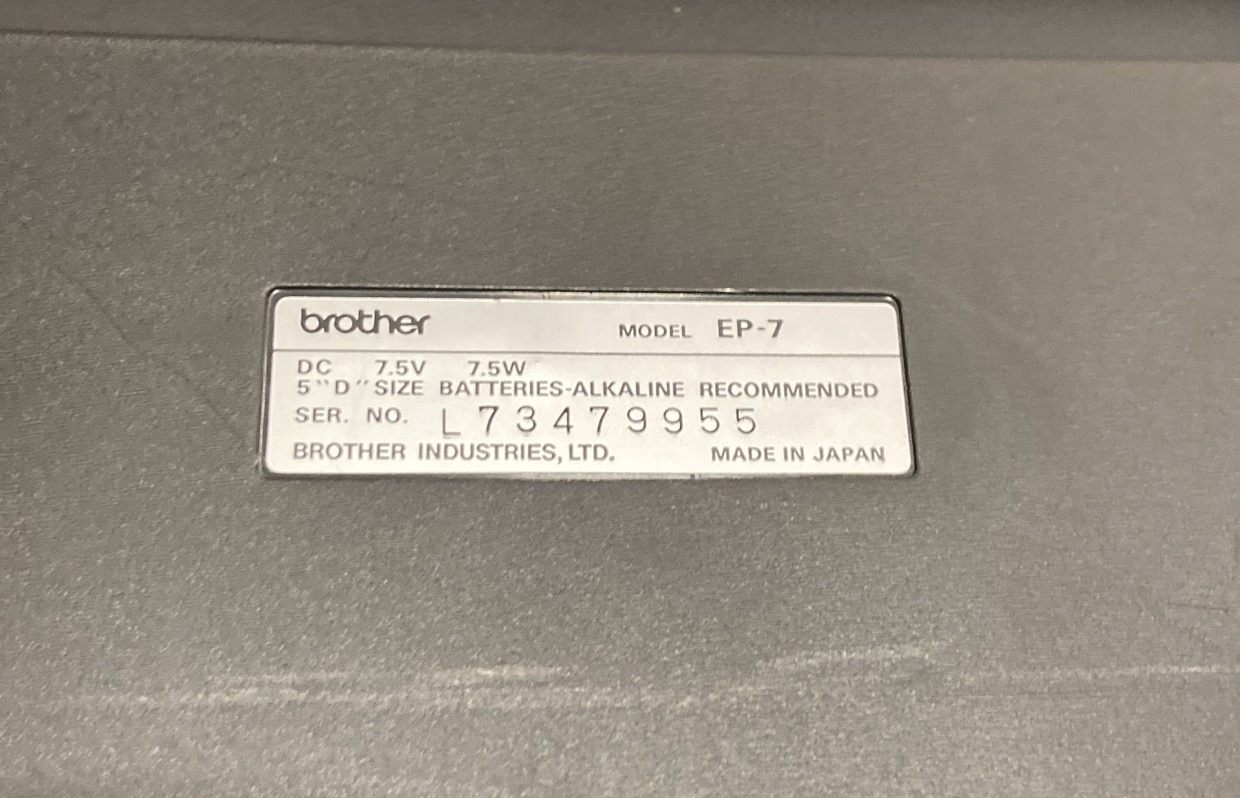 brother MODEL EP-7
DC 7.5V 7.5W
5 "D" SIZE BATTERIES-ALKALINE RECOMMENDED
SER. NO. L73479955
BROTHER INDUSTRIES, LTD. MADE IN JAPAN